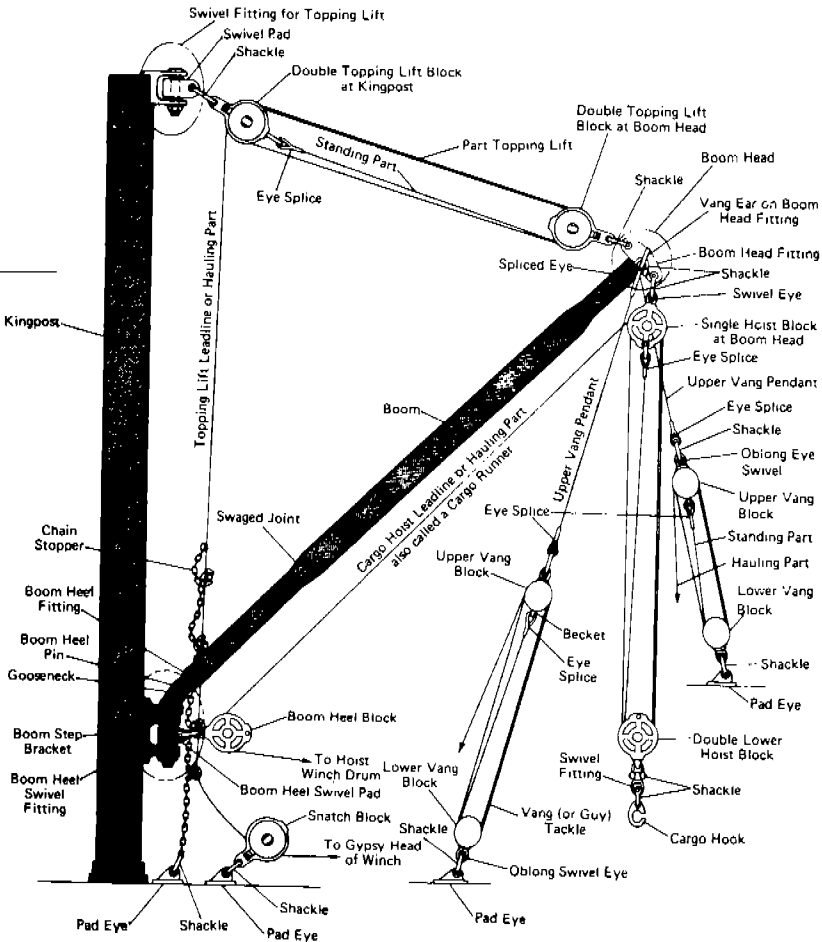 Swivel Fitting for Topping Lift
Swivel Pad
Shackle
Double Topping Lift Block
at Kingpost
Double Topping Lift
Block at Boom Head
Part Topping Lift
Standing Part
Boom Head
Shackle
Eye Splice
Vang Ear on Boom
Head Fitting
Boom Head Fitting
Spliced Eye
Shackle
Swivel Eye
Topping Lift Leadline or Hauling Part
Kingpost
Single Hoist Block
at Boom Head
Eye Splice
Upper Vang Pendant
Boom
Eye Splice
Shackle
Cargo Hoist Leadline or Hauling Part
also called a Cargo Runner
Upper Vang Pendant
Oblong Eye
Swivel
Upper Vang
Block
Swaged Joint
Eye Splice
Standing Part
Chain
Stopper
Hauling Part
Upper Vang
Block
Boom Heel
Fitting
Lower Vang
Block
Becket
Boom Heel
Pin
Eye
Splice
Shackle
Gooseneck
Pad Eye
Boom Heel Block
Boom Step
Bracket
Double Lower
Hoist Block
To Hoist
Winch Drum
Lower Vang
Block
Swivel
Fitting
Boom Heel
Swivel
Fitting
Boom Heel Swivel Pad
Shackle
Snatch Block
Vang (or Guy)
Tackle
Cargo Hook
To Gypsy Head
of Winch
Shackle
Oblong Swivel Eye
Shackle
Pad Eye
Shackle
Pad Eye
Pad Eye